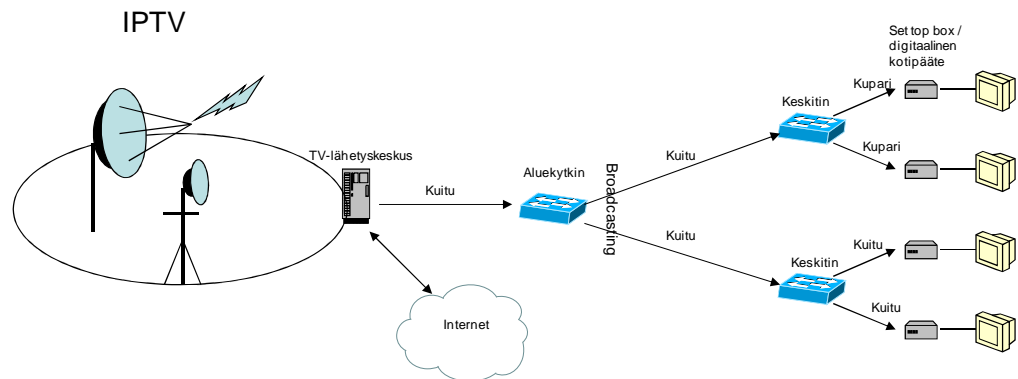 IPTV
Set top box /
digitaalinen
kotipääte
Kupari
Keskitin
Kupari
TV-lähetyskeskus
Kuitu
Kuitu
Aluekytkin
Broadcasting
Kuitu
Keskitin
Kuitu
Kuitu
Internet